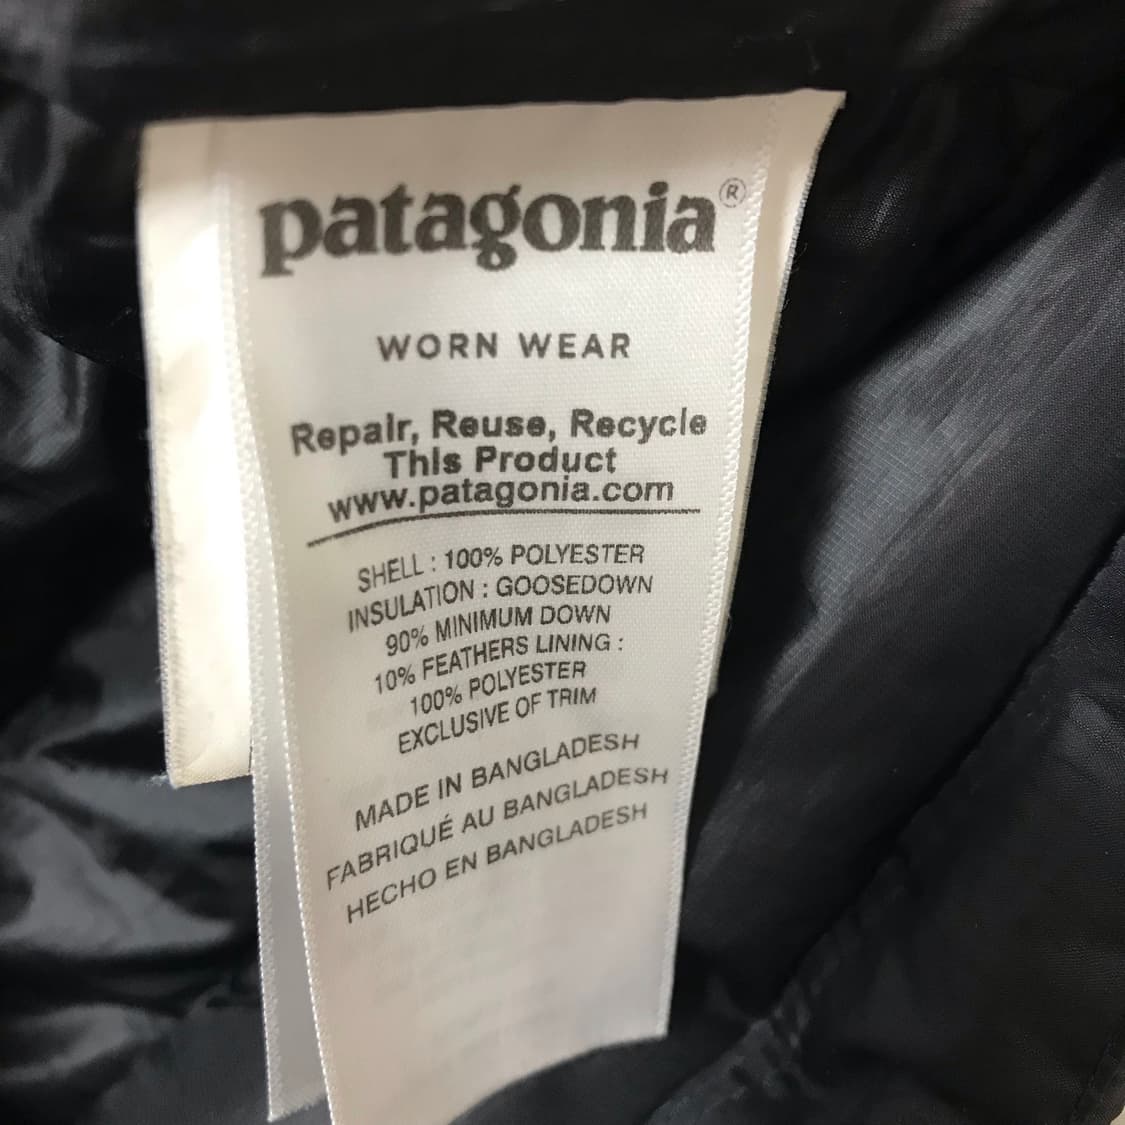 patagonia®
WORN WEAR
Repair, Reuse, Recycle
This Product
www.patagonia.com
SHELL : 100% POLYESTER
INSULATION : GOOSEDOWN
90% MINIMUM DOWN
10% FEATHERS LINING :
100% POLYESTER
EXCLUSIVE OF TRIM
MADE IN BANGLADESH
FABRIQUÉ AU BANGLADESH
HECHO EN BANGLADESH